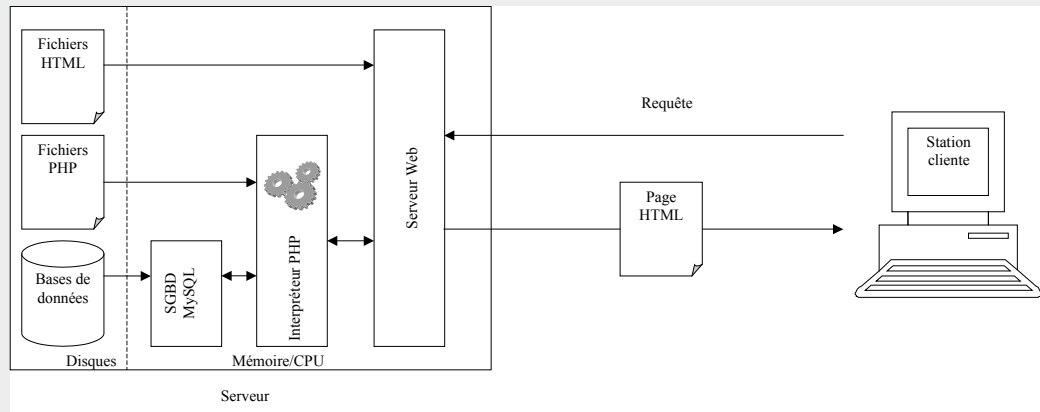 Fichiers
HTML
Fichiers
PHP
Bases de
données
Disques
SGBD
MySQL
Interpréteur PHP
Mémoire/CPU
Serveur Web
Serveur
Requête
Page
HTML
Station
cliente